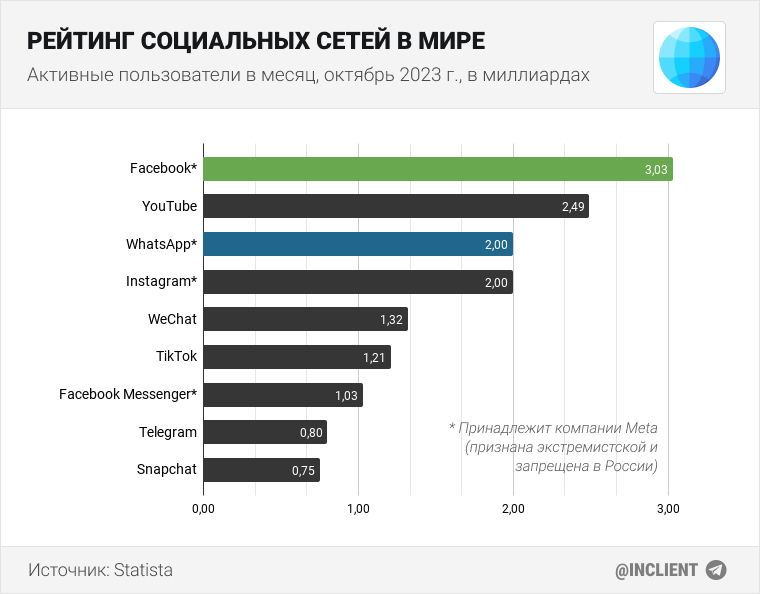 РЕЙТИНГ СОЦИАЛЬНЫХ СЕТЕЙ В МИРЕ
Активные пользователи в месяц, октябрь 2023 г., в миллиардах
Facebook* 3,03
YouTube 2,49
WhatsApp* 2,00
Instagram* 2,00
WeChat 1,32
TikTok 1,21
Facebook Messenger* 1,03
Telegram 0,80
Snapchat 0,75
* Принадлежит компании Meta
(признана экстремистской и
запрещена в России)
0,00 1,00 2,00 3,00
Источник: Statista
@INCLIENT